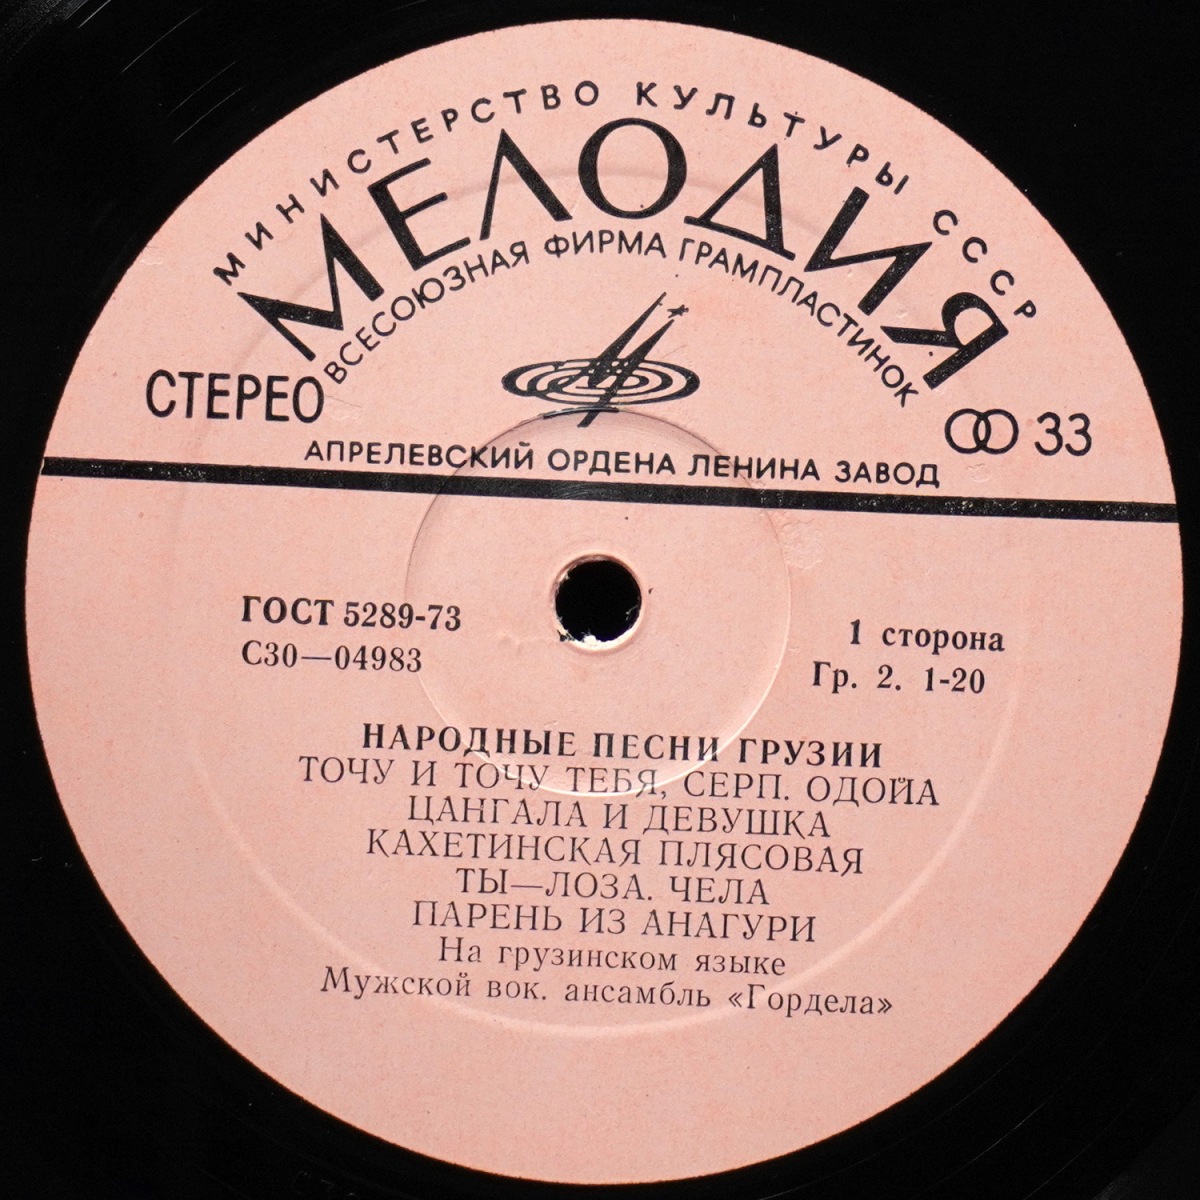 МИНИСТЕРСТВО КУЛЬТУРЫ СССР
МЕЛОДИЯ
ВСЕСОЮЗНАЯ ФИРМА ГРАМПЛАСТИНОК
СТЕРЕО
33
АПРЕЛЕВСКИЙ ОРДЕНА ЛЕНИНА ЗАВОД
ГОСТ 5289-73
С30—04983
1 сторона
Гр. 2. 1-20
НАРОДНЫЕ ПЕСНИ ГРУЗИИ
ТОЧУ И ТОЧУ ТЕБЯ, СЕРП. ОДОЙА
ЦАНГАЛА И ДЕВУШКА
КАХЕТИНСКАЯ ПЛЯСОВАЯ
ТЫ—ЛОЗА. ЧЕЛА
ПАРЕНЬ ИЗ АНАГУРИ
На грузинском языке
Мужской вок. ансамбль «Гордела»